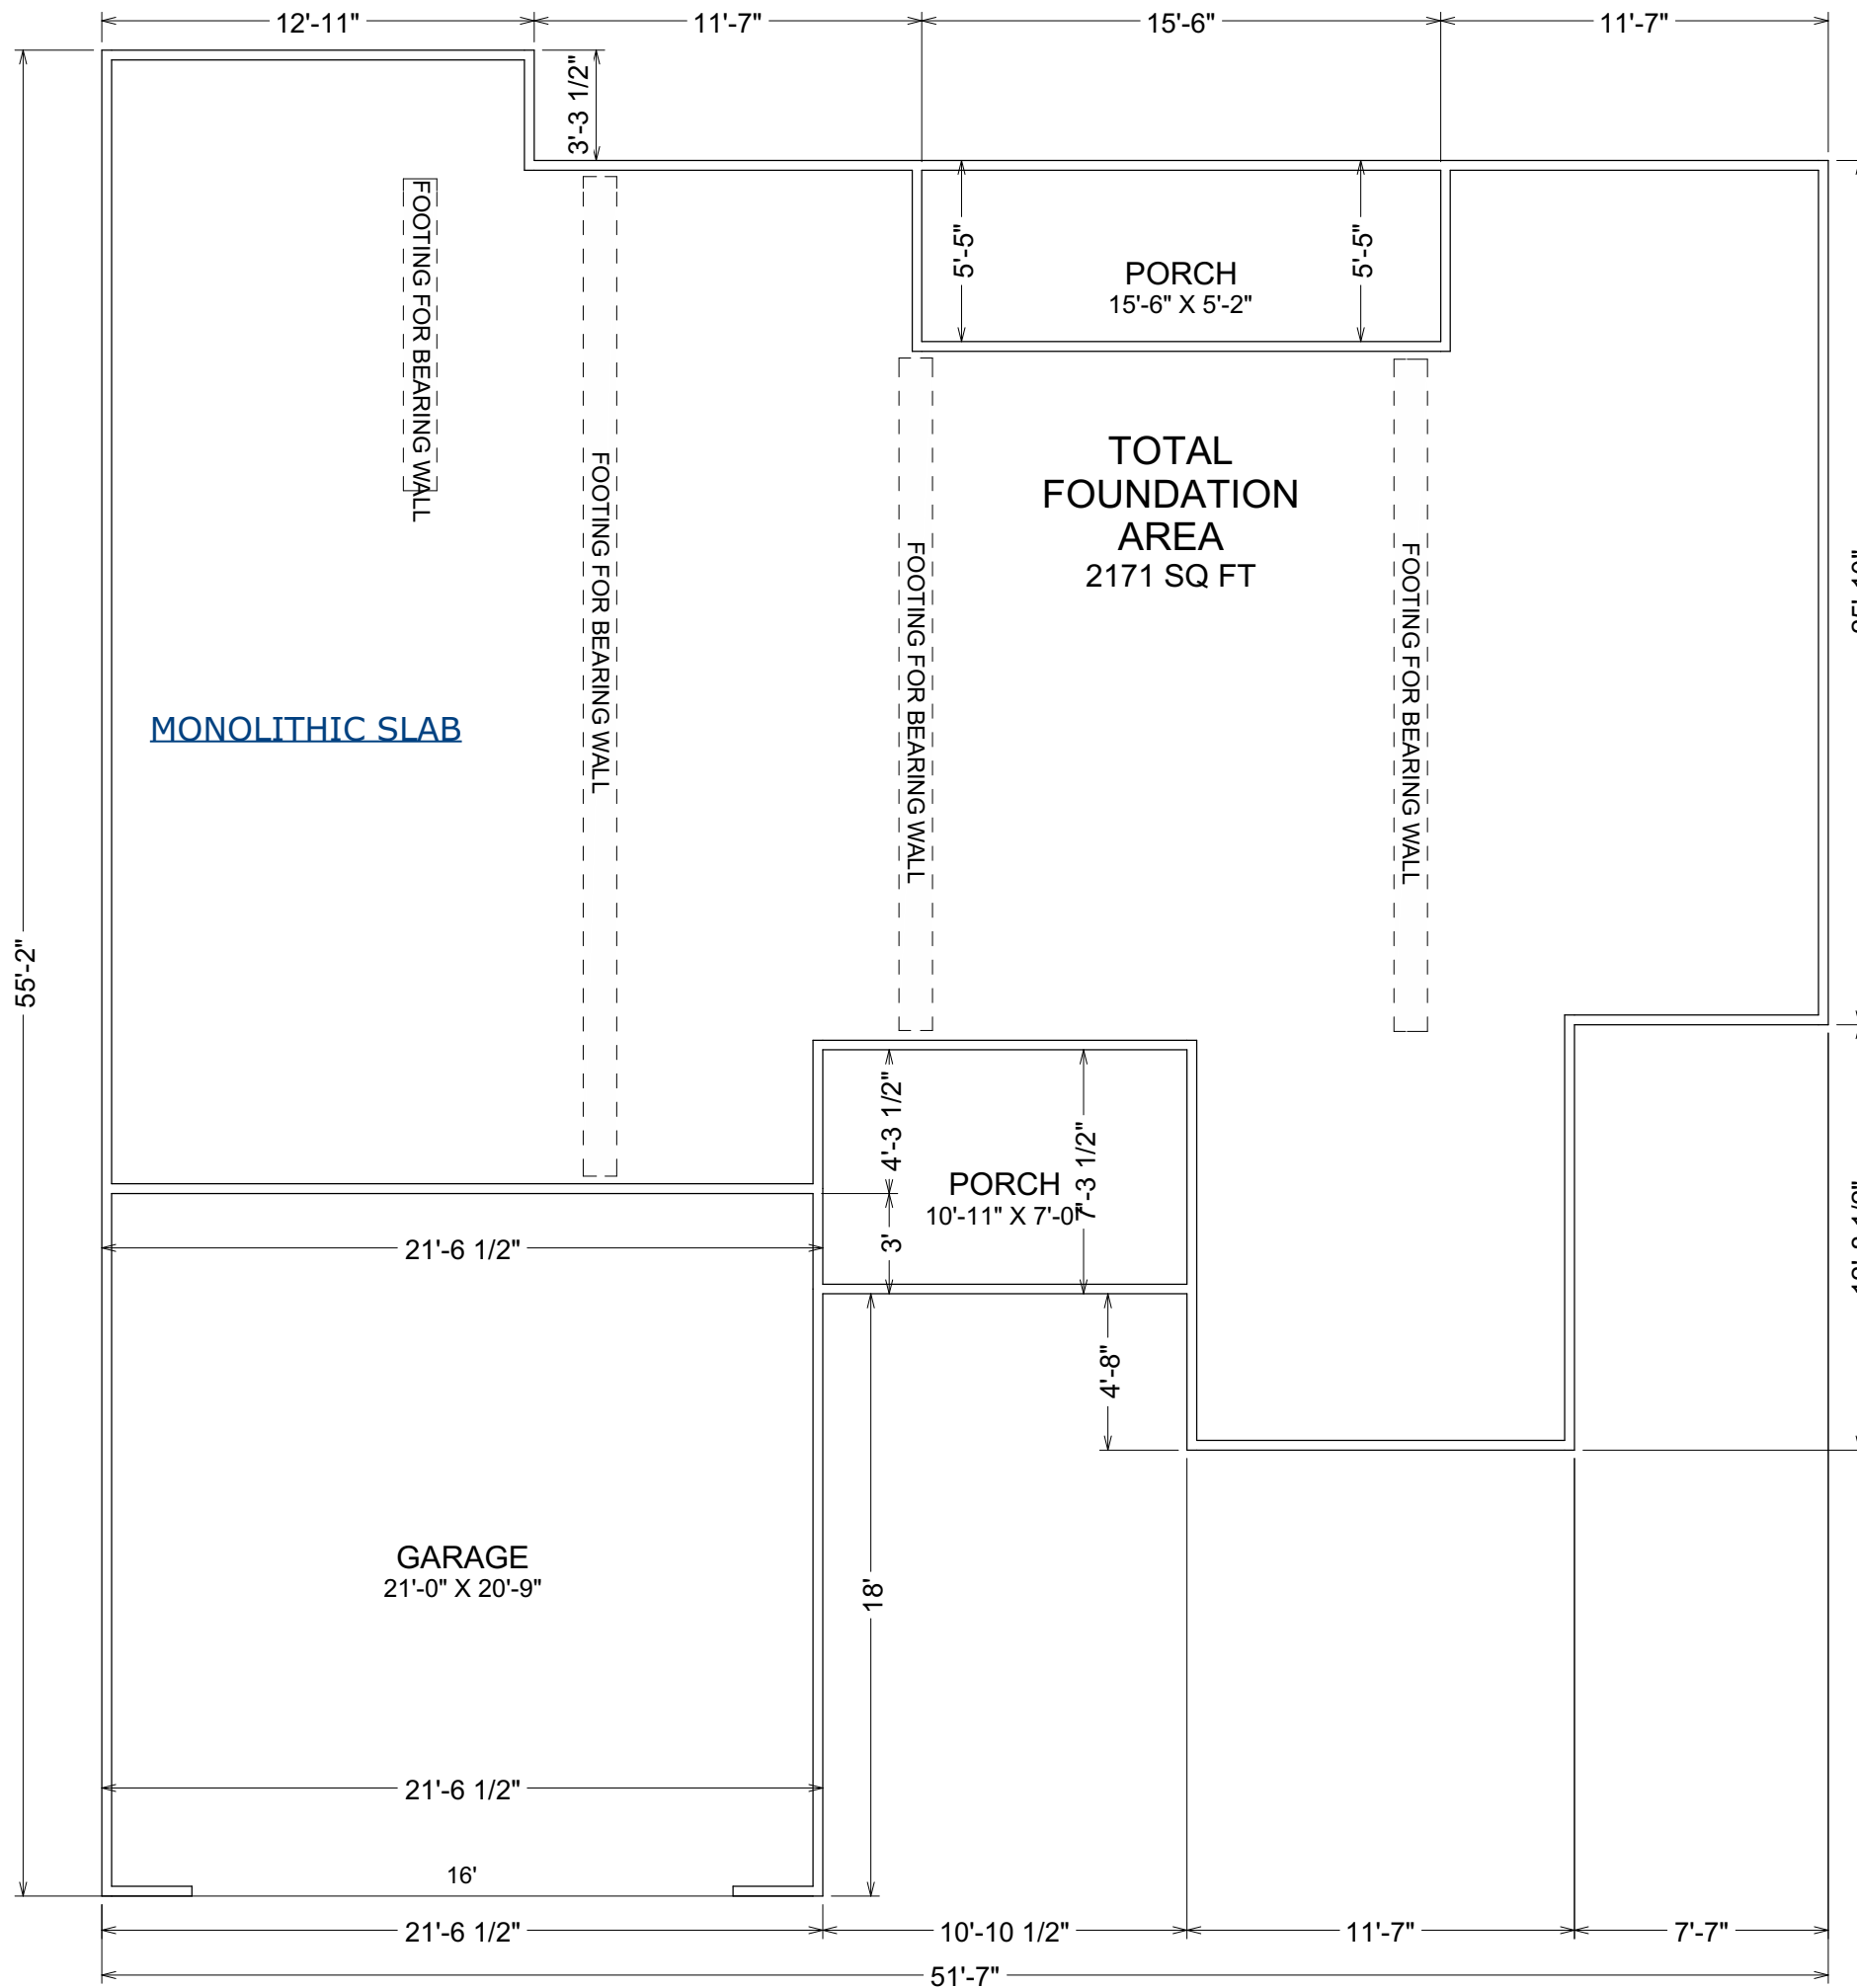 12'-11"
11'-7"
15'-6"
11'-7"
3'-3 1/2"
5'-5"
5'-5"
PORCH
15'-6" X 5'-2"
FOOTING FOR BEARING WALL
FOOTING FOR BEARING WALL
FOOTING FOR BEARING WALL
FOOTING FOR BEARING WALL
TOTAL
FOUNDATION
AREA
2171 SQ FT
MONOLITHIC SLAB
55'-2"
4'-3 1/2"
7'-3 1/2"
PORCH
10'-11" X 7'-0"
3'
21'-6 1/2"
4'-8"
GARAGE
21'-0" X 20'-9"
18'
21'-6 1/2"
16'
21'-6 1/2"
10'-10 1/2"
11'-7"
7'-7"
51'-7"